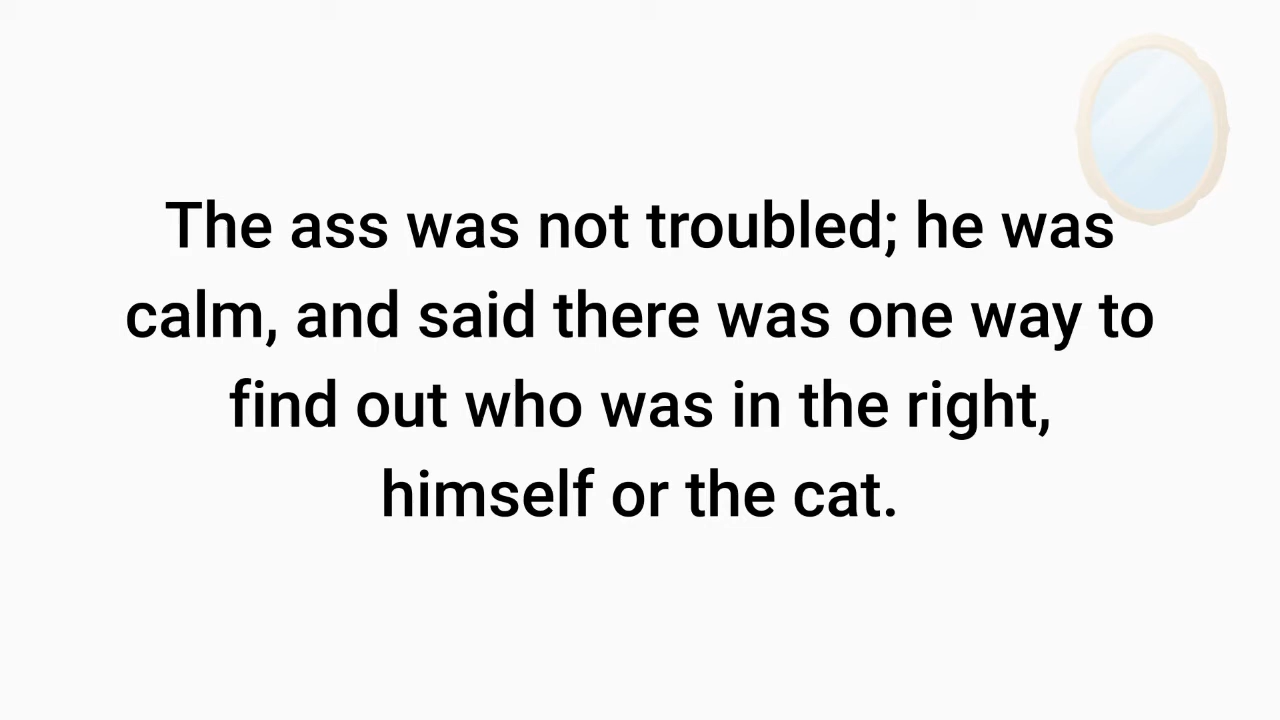 The ass was not troubled; he was
calm, and said there was one way to
find out who was in the right,
himself or the cat.